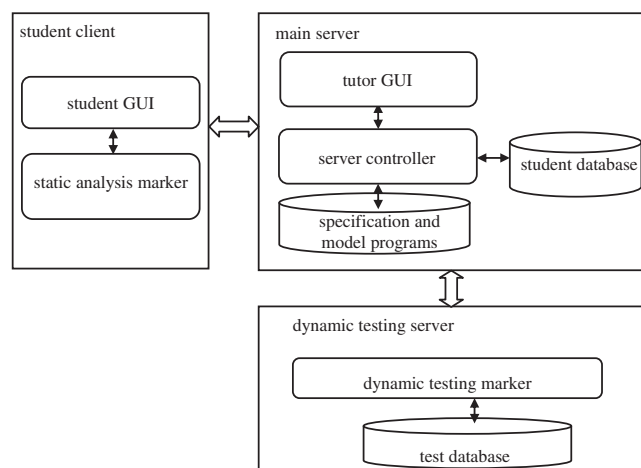 student client
student GUI
static analysis marker
main server
tutor GUI
server controller
student database
specification and
model programs
dynamic testing server
dynamic testing marker
test database